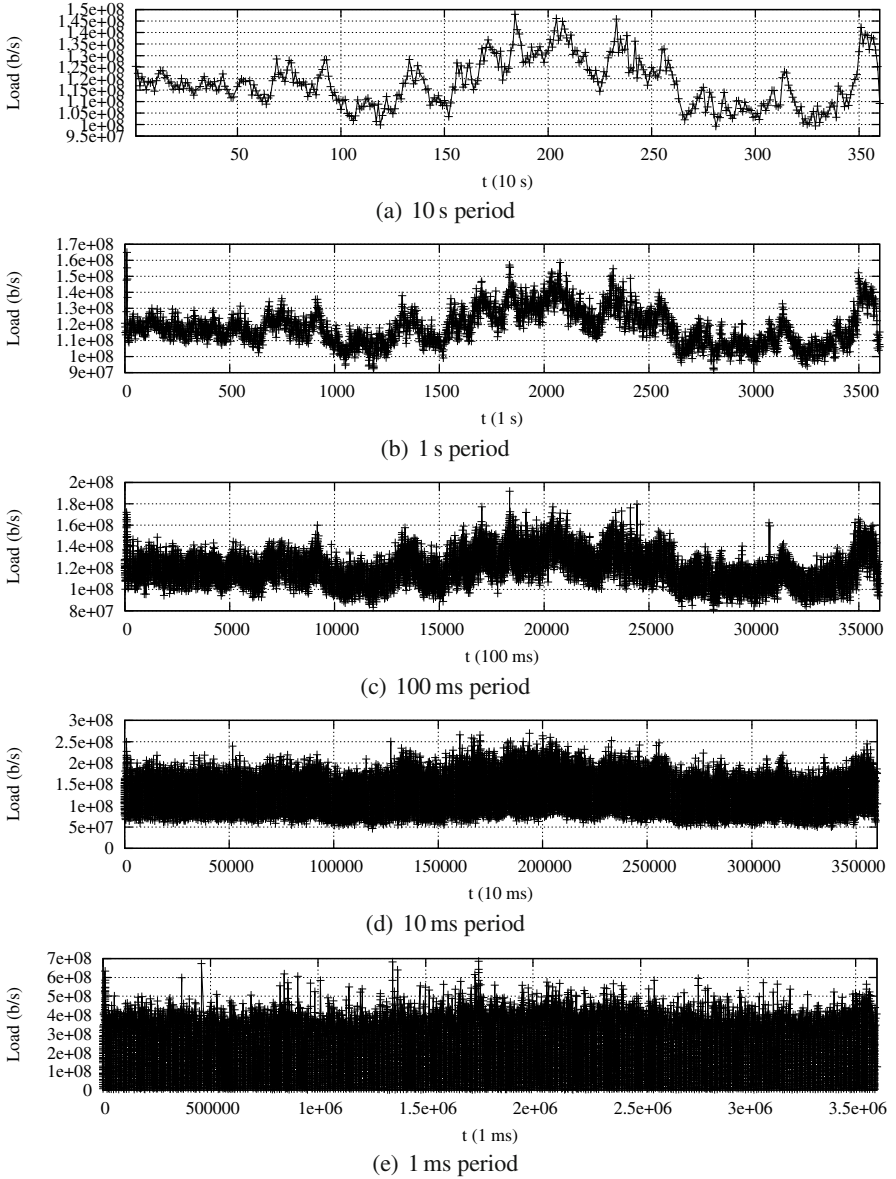 1.5e+08
1.45e+08
1.4e+08
1.35e+08
1.3e+08
1.25e+08
1.2e+08
1.15e+08
1.1e+08
1.05e+08
1e+08
9.5e+07
Load (b/s)
50 100 150 200 250 300 350
t (10 s)
(a) 10 s period
1.7e+08
1.6e+08
1.5e+08
1.4e+08
1.3e+08
1.2e+08
1.1e+08
1e+08
9e+07
Load (b/s)
0 500 1000 1500 2000 2500 3000 3500
t (1 s)
(b) 1 s period
2e+08
1.8e+08
1.6e+08
1.4e+08
1.2e+08
1e+08
8e+07
Load (b/s)
0 5000 10000 15000 20000 25000 30000 35000
t (100 ms)
(c) 100 ms period
3e+08
2.5e+08
2e+08
1.5e+08
1e+08
5e+07
0
Load (b/s)
0 50000 100000 150000 200000 250000 300000 350000
t (10 ms)
(d) 10 ms period
7e+08
6e+08
5e+08
4e+08
3e+08
2e+08
1e+08
0
Load (b/s)
0 500000 1e+06 1.5e+06 2e+06 2.5e+06 3e+06 3.5e+06
t (1 ms)
(e) 1 ms period